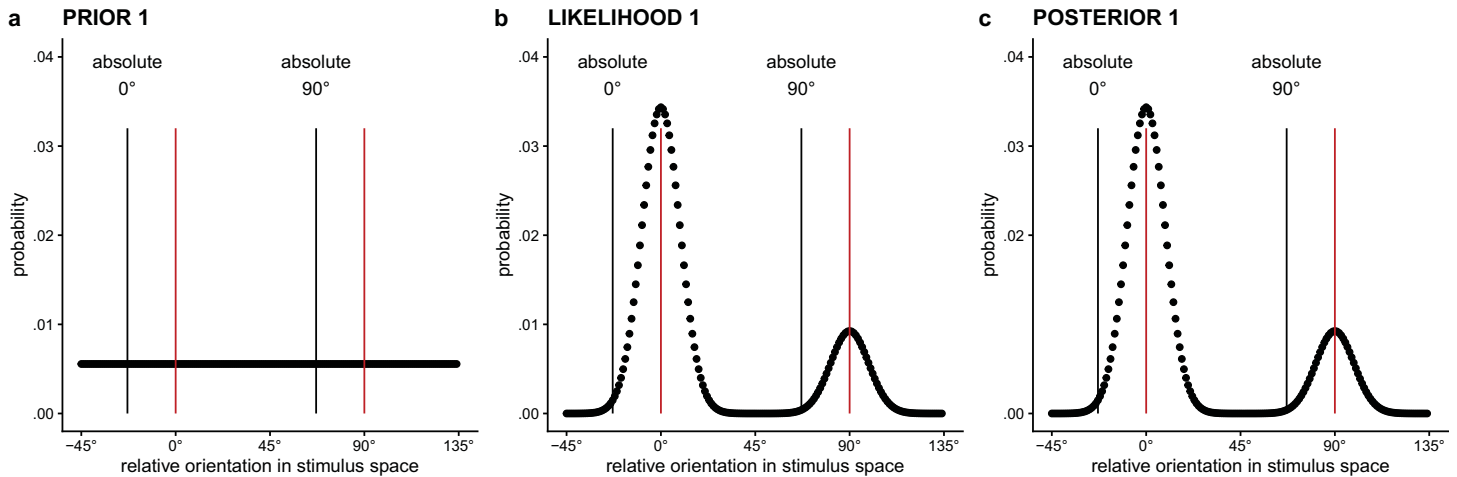 a PRIOR 1
.04
.03
.02
.01
.00
probability
absolute
0°
absolute
90°
−45° 0° 45° 90° 135°
relative orientation in stimulus space
b LIKELIHOOD 1
.04
.03
.02
.01
.00
probability
absolute
0°
absolute
90°
−45° 0° 45° 90° 135°
relative orientation in stimulus space
c POSTERIOR 1
.04
.03
.02
.00
probability
absolute
0°
absolute
90°
−45° 0° 45° 90° 135°
relative orientation in stimulus space